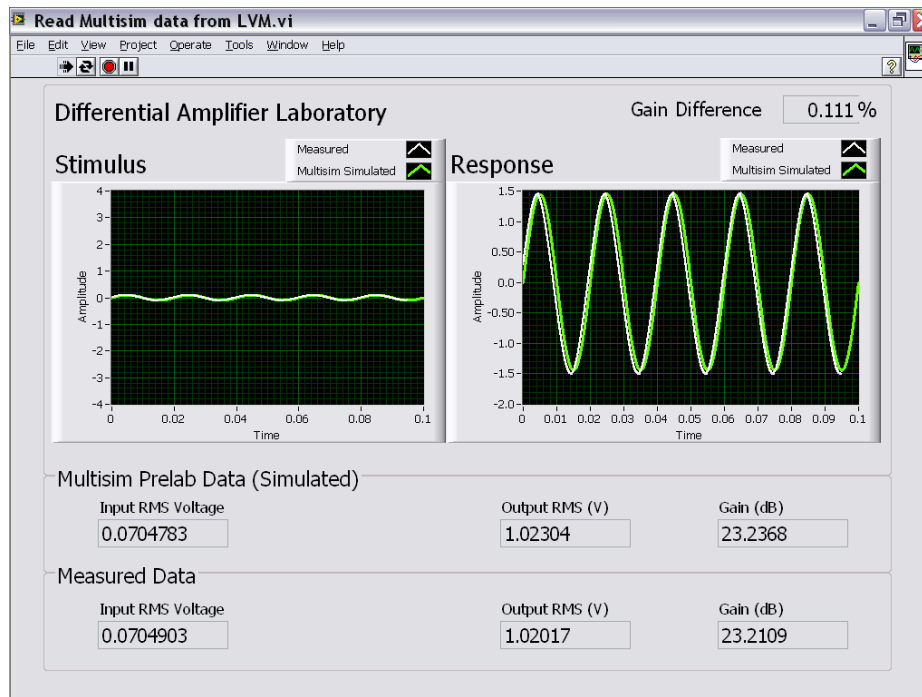 Read Multisim data from LVM.vi
File Edit View Project Operate Tools Window Help
?
Differential Amplifier Laboratory
Gain Difference 0.111 %
Stimulus
Measured
Multisim Simulated
Response
Measured
Multisim Simulated
4
3
2
1
0
-1
-2
-3
-4
Amplitude
0 0.02 0.04 0.06 0.08 0.1
Time
1.5
1.0
0.50
0.0
-0.50
-1.0
-1.5
-2.0
Amplitude
0 0.01 0.02 0.03 0.04 0.05 0.06 0.07 0.08 0.09 0.1
Time
Multisim Prelab Data (Simulated)
Input RMS Voltage Output RMS (V) Gain (dB)
0.0704783 1.02304 23.2368
Measured Data
Input RMS Voltage Output RMS (V) Gain (dB)
0.0704903 1.02017 23.2109